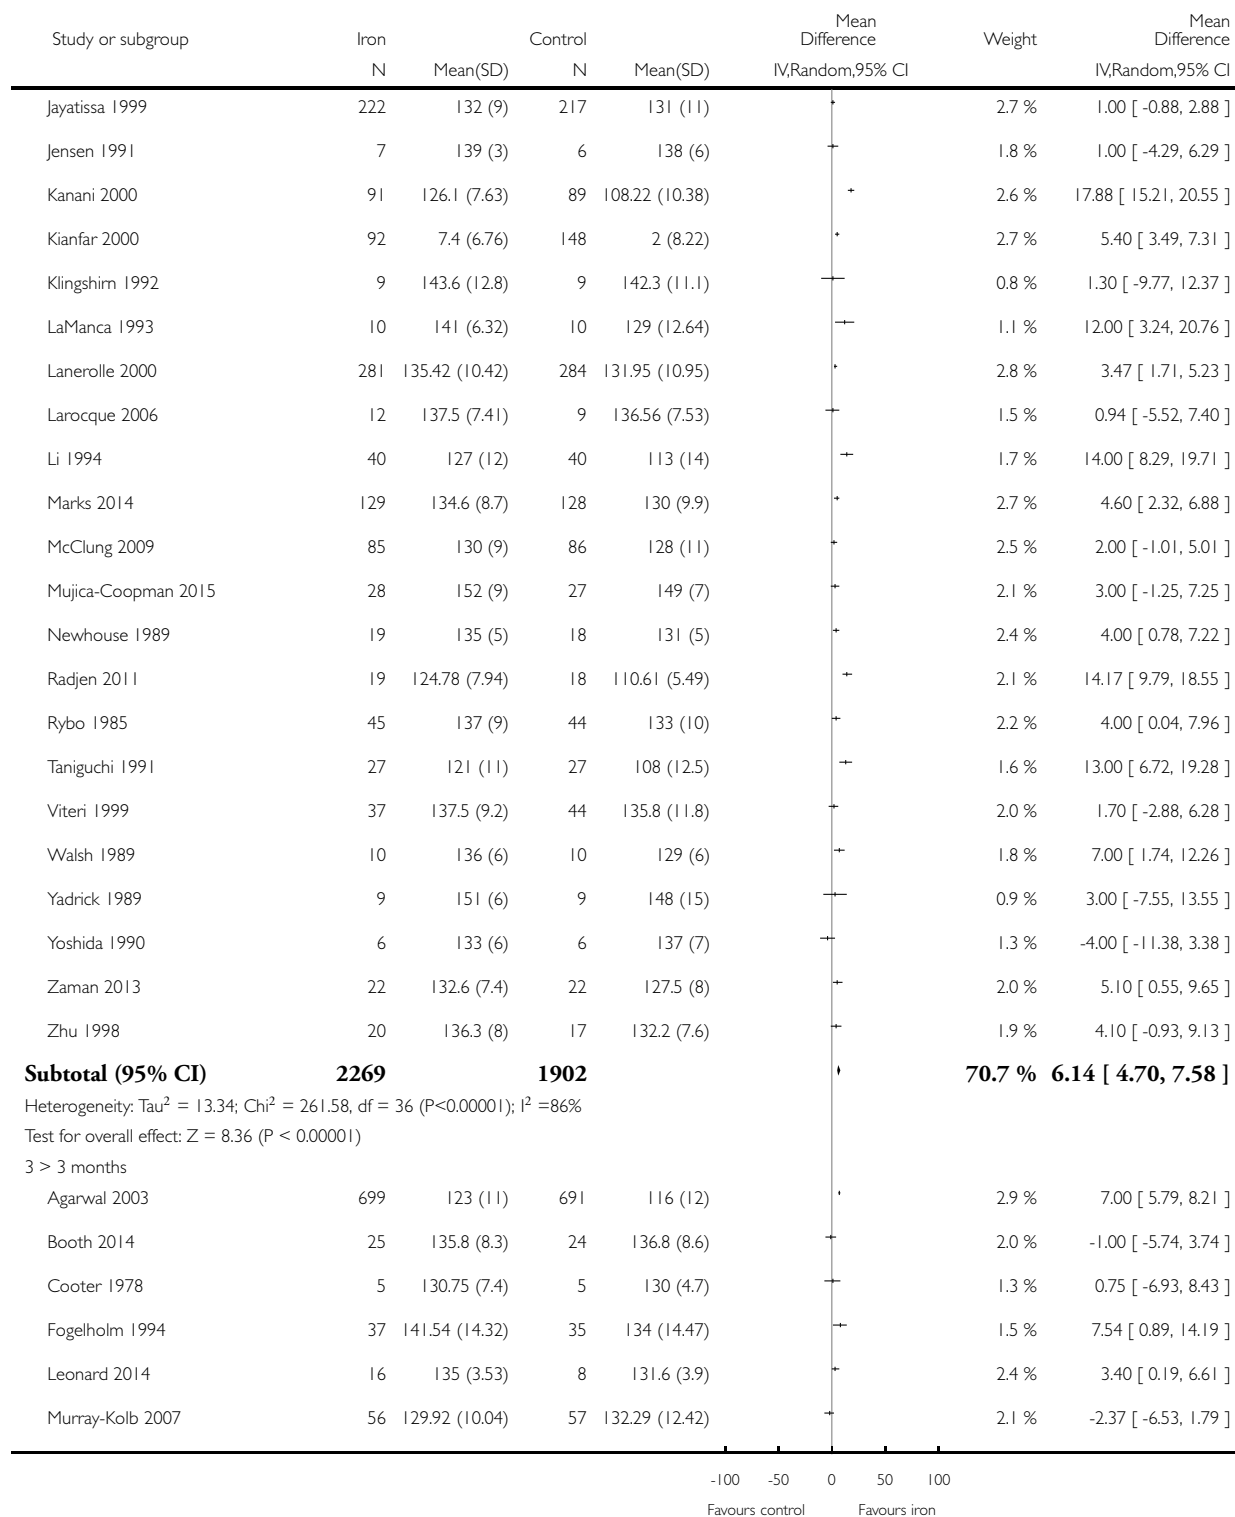 Mean Mean
Study or subgroup Iron Control Difference Weight Difference
N Mean(SD) N Mean(SD) IV,Random,95% CI IV,Random,95% CI
Jayatissa 1999 222 132 (9) 217 131 (11) 2.7 % 1.00 [ -0.88, 2.88 ]
Jensen 1991 7 139 (3) 6 138 (6) 1.8 % 1.00 [ -4.29, 6.29 ]
Kanani 2000 91 126.1 (7.63) 89 108.22 (10.38) 2.6 % 17.88 [ 15.21, 20.55 ]
Kianfar 2000 92 7.4 (6.76) 148 2 (8.22) 2.7 % 5.40 [ 3.49, 7.31 ]
Klingshirn 1992 9 143.6 (12.8) 9 142.3 (11.1) 0.8 % 1.30 [ -9.77, 12.37 ]
LaManca 1993 10 141 (6.32) 10 129 (12.64) 1.1 % 12.00 [ 3.24, 20.76 ]
Lanerolle 2000 281 135.42 (10.42) 284 131.95 (10.95) 2.8 % 3.47 [ 1.71, 5.23 ]
Larocque 2006 12 137.5 (7.41) 9 136.56 (7.53) 1.5 % 0.94 [ -5.52, 7.40 ]
Li 1994 40 127 (12) 40 113 (14) 1.7 % 14.00 [ 8.29, 19.71 ]
Marks 2014 129 134.6 (8.7) 128 130 (9.9) 2.7 % 4.60 [ 2.32, 6.88 ]
McClung 2009 85 130 (9) 86 128 (11) 2.5 % 2.00 [ -1.01, 5.01 ]
Mujica-Coopman 2015 28 152 (9) 27 149 (7) 2.1 % 3.00 [ -1.25, 7.25 ]
Newhouse 1989 19 135 (5) 18 131 (5) 2.4 % 4.00 [ 0.78, 7.22 ]
Radjen 2011 19 124.78 (7.94) 18 110.61 (5.49) 2.1 % 14.17 [ 9.79, 18.55 ]
Rybo 1985 45 137 (9) 44 133 (10) 2.2 % 4.00 [ 0.04, 7.96 ]
Taniguchi 1991 27 121 (11) 27 108 (12.5) 1.6 % 13.00 [ 6.72, 19.28 ]
Viteri 1999 37 137.5 (9.2) 44 135.8 (11.8) 2.0 % 1.70 [ -2.88, 6.28 ]
Walsh 1989 10 136 (6) 10 129 (6) 1.8 % 7.00 [ 1.74, 12.26 ]
Yadrick 1989 9 151 (6) 9 148 (15) 0.9 % 3.00 [ -7.55, 13.55 ]
Yoshida 1990 6 133 (6) 6 137 (7) 1.3 % -4.00 [ -11.38, 3.38 ]
Zaman 2013 22 132.6 (7.4) 22 127.5 (8) 2.0 % 5.10 [ 0.55, 9.65 ]
Zhu 1998 20 136.3 (8) 17 132.2 (7.6) 1.9 % 4.10 [ -0.93, 9.13 ]
Subtotal (95% CI) 2269 1902 70.7 % 6.14 [ 4.70, 7.58 ]
Heterogeneity: Tau² = 13.34; Chi² = 261.58, df = 36 (P<0.00001); I² =86%
Test for overall effect: Z = 8.36 (P < 0.00001)
3 > 3 months
Agarwal 2003 699 123 (11) 691 116 (12) 2.9 % 7.00 [ 5.79, 8.21 ]
Booth 2014 25 135.8 (8.3) 24 136.8 (8.6) 2.0 % -1.00 [ -5.74, 3.74 ]
Cooter 1978 5 130.75 (7.4) 5 130 (4.7) 1.3 % 0.75 [ -6.93, 8.43 ]
Fogelholm 1994 37 141.54 (14.32) 35 134 (14.47) 1.5 % 7.54 [ 0.89, 14.19 ]
Leonard 2014 16 135 (3.53) 8 131.6 (3.9) 2.4 % 3.40 [ 0.19, 6.61 ]
Murray-Kolb 2007 56 129.92 (10.04) 57 132.29 (12.42) 2.1 % -2.37 [ -6.53, 1.79 ]
-100 -50 0 50 100
Favours control Favours iron